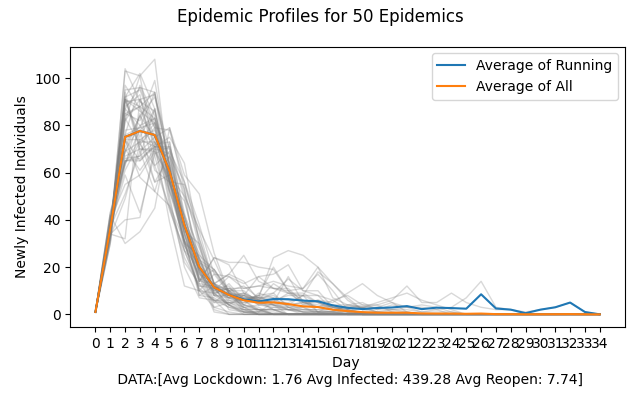 Epidemic Profiles for 50 Epidemics
Newly Infected Individuals
Average of Running
Average of All
100
80
60
40
20
0
0 1 2 3 4 5 6 7 8 9 10 11 12 13 14 15 16 17 18 19 20 21 22 23 24 25 26 27 28 29 30 31 32 33 34
Day
DATA:[Avg Lockdown: 1.76 Avg Infected: 439.28 Avg Reopen: 7.74]